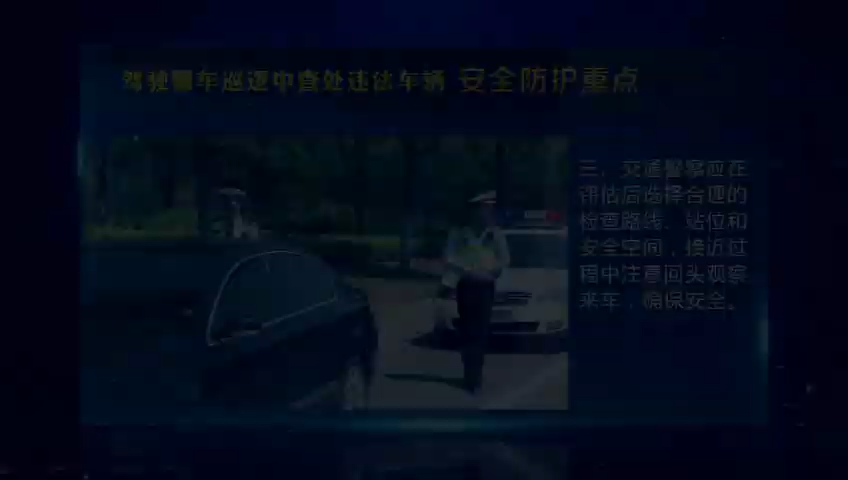 驾驶警车巡逻中查处违法车辆 安全防护重点
三、交通警察应在
评估后选择合理的
检查路线、站位和
安全空间，接近过
程中注意回头观察
来车，确保安全。